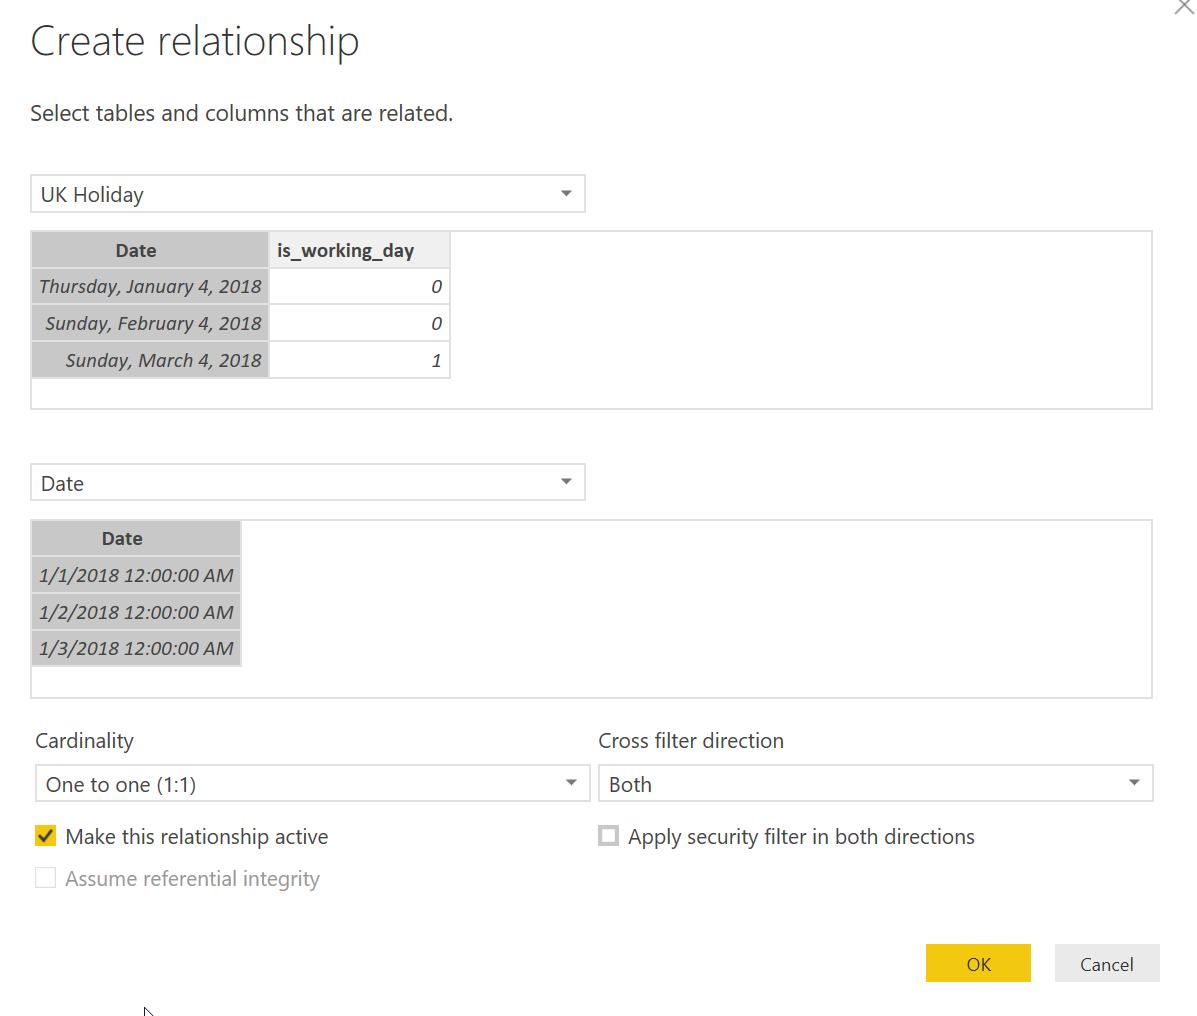 Create relationship
Select tables and columns that are related.
UK Holiday
Date is_working_day
Thursday, January 4, 2018 0
Sunday, February 4, 2018 0
Sunday, March 4, 2018 1
Date
Date
1/1/2018 12:00:00 AM
1/2/2018 12:00:00 AM
1/3/2018 12:00:00 AM
Cardinality Cross filter direction
One to one (1:1) Both
Make this relationship active Apply security filter in both directions
Assume referential integrity
OK Cancel